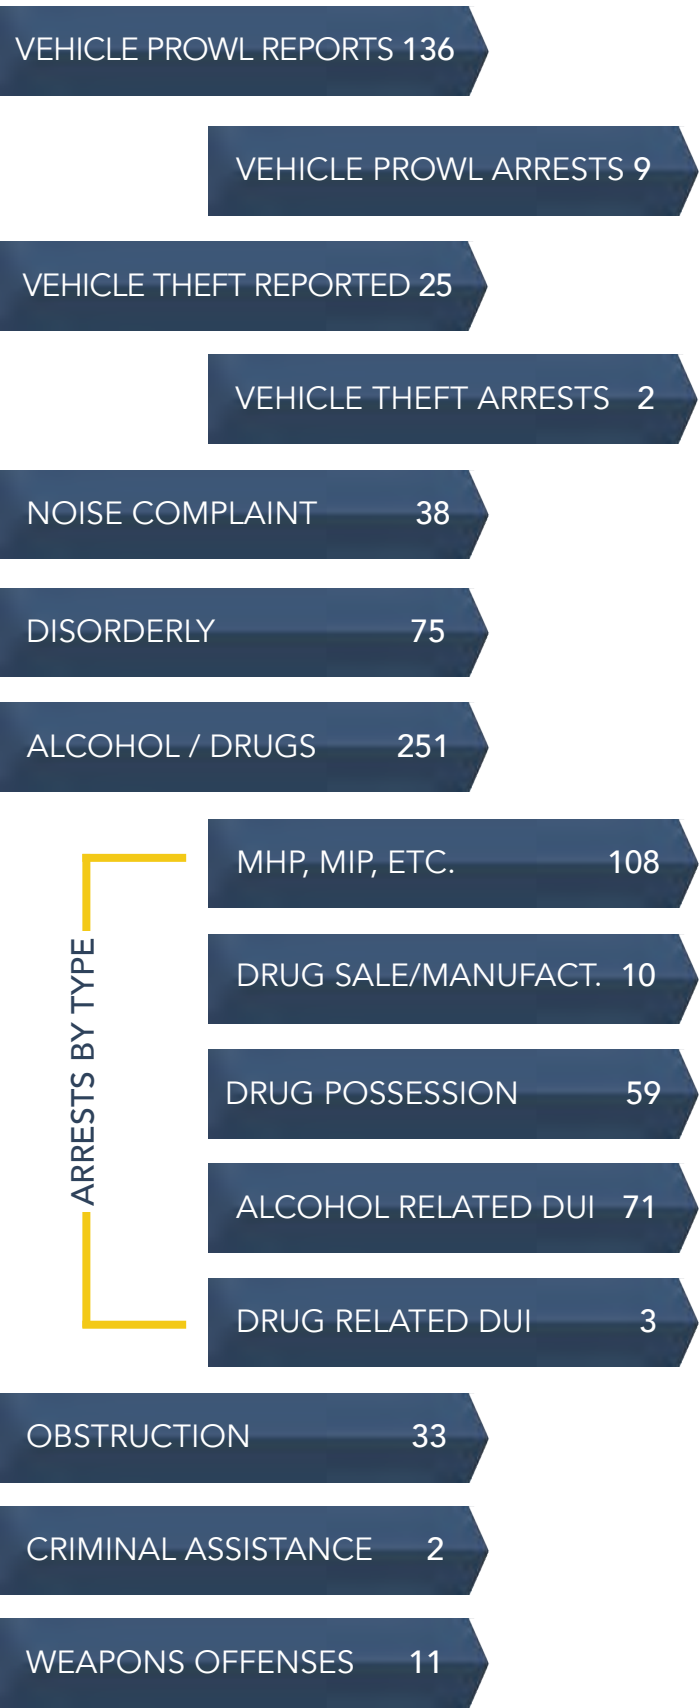 VEHICLE PROWL REPORTS 136
VEHICLE PROWL ARRESTS 9
VEHICLE THEFT REPORTED 25
VEHICLE THEFT ARRESTS 2
NOISE COMPLAINT 38
DISORDERLY 75
ALCOHOL / DRUGS 251
ARRESTS BY TYPE
MHP, MIP, ETC. 108
DRUG SALE/MANUFACT. 10
DRUG POSSESSION 59
ALCOHOL RELATED DUI 71
DRUG RELATED DUI 3
OBSTRUCTION 33
CRIMINAL ASSISTANCE 2
WEAPONS OFFENSES 11